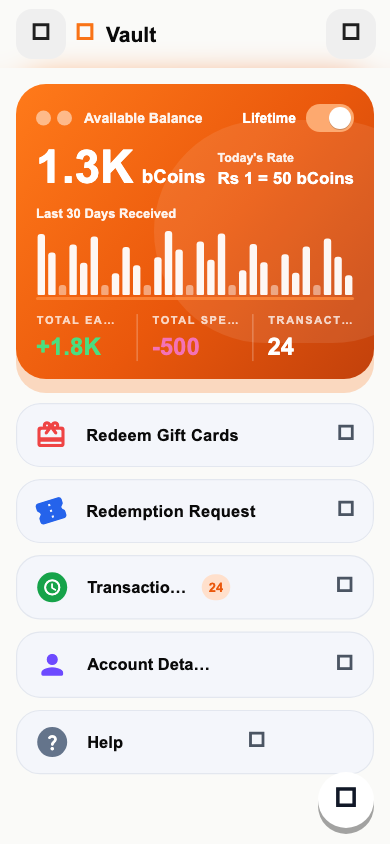 Vault
Available Balance
Lifetime
1.3K bCoins
Today's Rate
Rs 1 = 50 bCoins
Last 30 Days Received
TOTAL EA...
TOTAL SPE...
TRANSACT...
+1.8K
-500
24
Redeem Gift Cards
Redemption Request
Transactio... 24
Account Deta...
Help